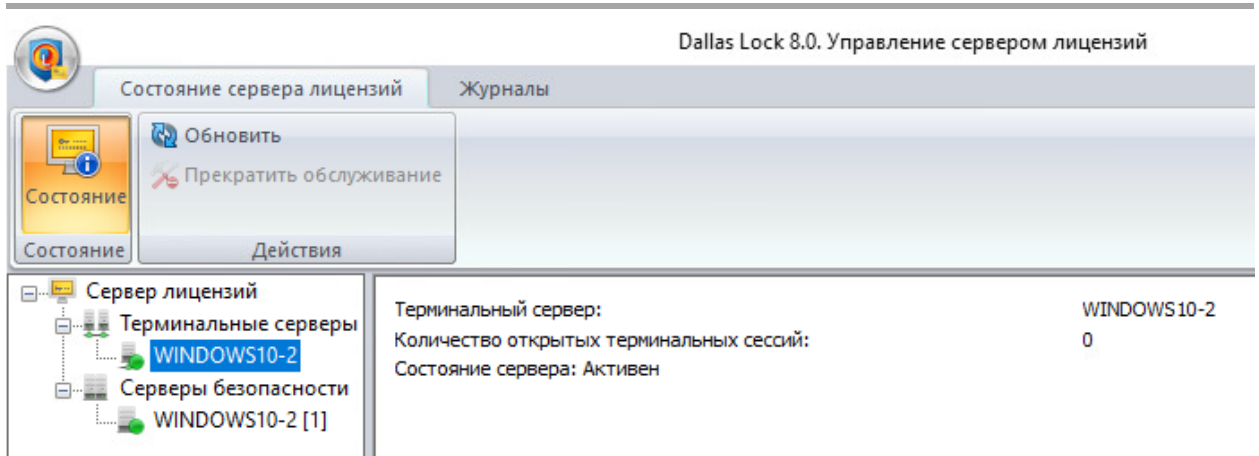 Dallas Lock 8.0. Управление сервером лицензий
Состояние сервера лицензий Журналы
Обновить
Прекратить обслуживание
Состояние
Состояние Действия
Сервер лицензий
Терминальные серверы
WINDOWS10-2
Серверы безопасности
WINDOWS10-2 [1]
Терминальный сервер: WINDOWS10-2
Количество открытых терминальных сессий: 0
Состояние сервера: Активен